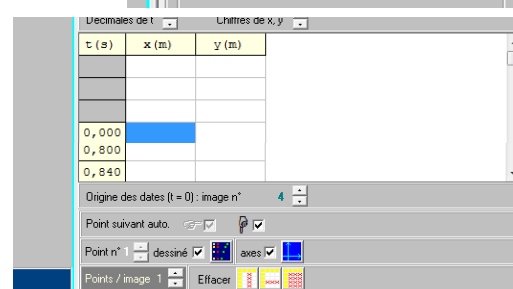 Décimales de t Chiffres de x, y
t (s) x (m) y (m)
0,000
0,800
0,840
Origine des dates (t = 0) : image n° 4
Point suivant auto.
Point n° 1 dessiné axes
Points / image 1 Effacer